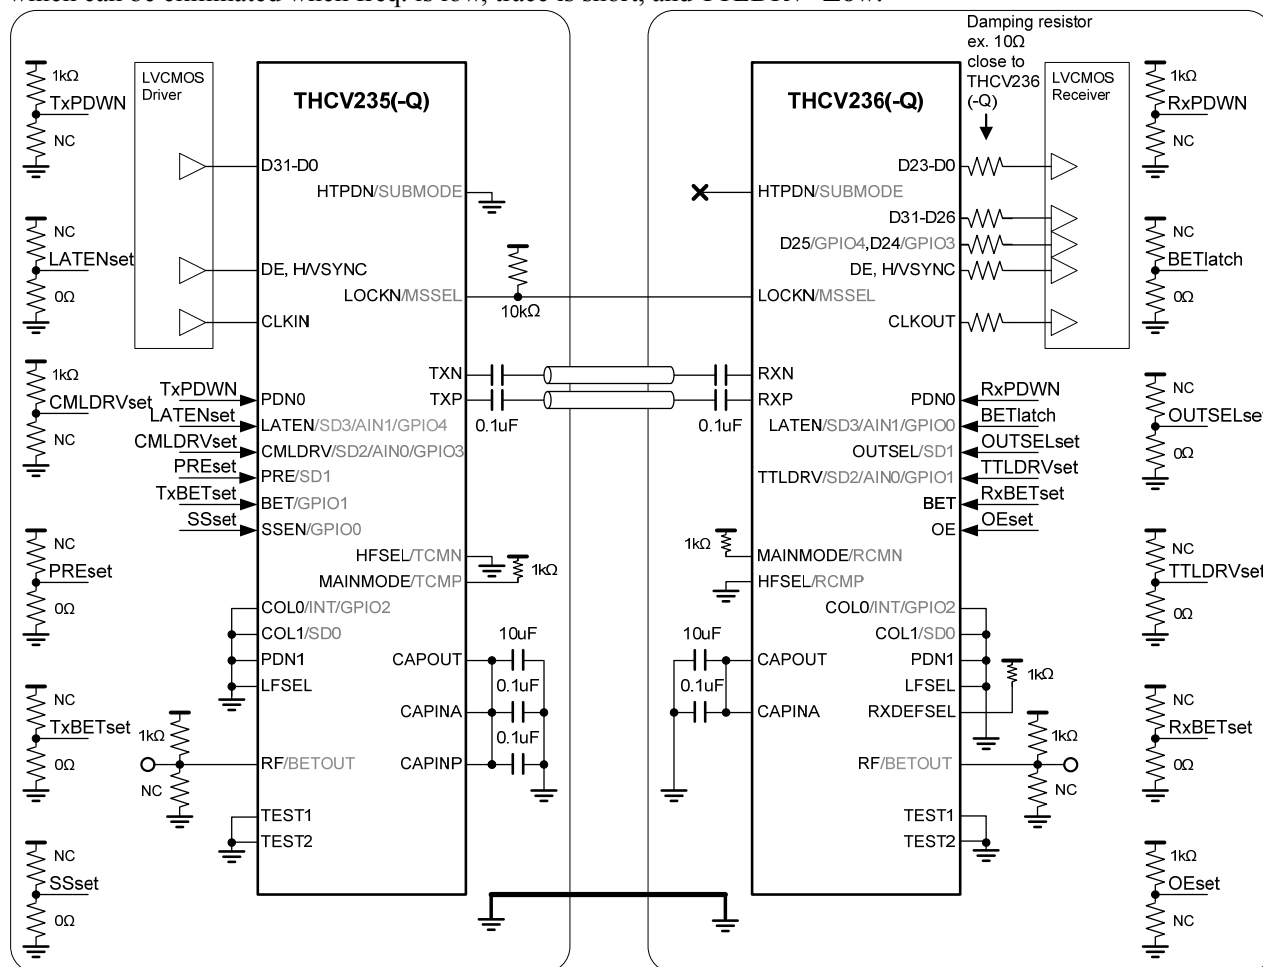 which can be eliminated when freq. is low, trace is short, and
Damping resistor
ex. 10Ω
close to
THCV236
(-Q)
1kΩ
TxPDWN
NC
NC
LATENset
0Ω
1kΩ
CMLDRVset
NC
NC
PREset
0Ω
NC
TxBETset
0Ω
NC
SSset
0Ω
LVCMOS
Driver
THCV235(-Q)
D31-D0
HTPDN/SUBMODE
DE, H/VSYNC
LOCKN/MSSEL
10kΩ
CLKIN
TXN
TXP
0.1uF
0.1uF
TxPDWN
PDN0
LATENset
LATEN/SD3/AIN1/GPIO4
CMLDRVset
CMLDRV/SD2/AIN0/GPIO3
PREset
PRE/SD1
TxBETset
BET/GPIO1
SSset
SSEN/GPIO0
HFSEL/TCMN
MAINMODE/TCMP
1kΩ
COL0/INT/GPIO2
COL1/SD0
PDN1
LFSEL
CAPOUT
10uF
0.1uF
CAPINA
0.1uF
CAPINP
1kΩ
NC
RF/BETOUT
TEST1
TEST2
THCV236(-Q)
D23-D0
HTPDN/SUBMODE
D31-D26
D25/GPIO4,D24/GPIO3
DE, H/VSYNC
LOCKN/MSSEL
CLKOUT
RXN
RXP
PDN0
RxPDWN
LATEN/SD3/AIN1/GPIO0
BETlatch
OUTSEL/SD1
OUTSELset
TTLDRV/SD2/AIN0/GPIO1
TTLDRVset
BET
RxBETset
OE
OEset
1kΩ
MAINMODE/RCMN
HFSEL/RCMP
COL0/INT/GPIO2
COL1/SD0
PDN1
LFSEL
RXDEFSEL
1kΩ
10uF
CAPOUT
0.1uF
CAPINA
RF/BETOUT
1kΩ
NC
TEST1
TEST2
LVCMOS
Receiver
1kΩ
RxPDWN
NC
NC
BETlatch
0Ω
NC
OUTSELset
0Ω
NC
TTLDRVset
0Ω
NC
RxBETset
0Ω
1kΩ
OEset
NC